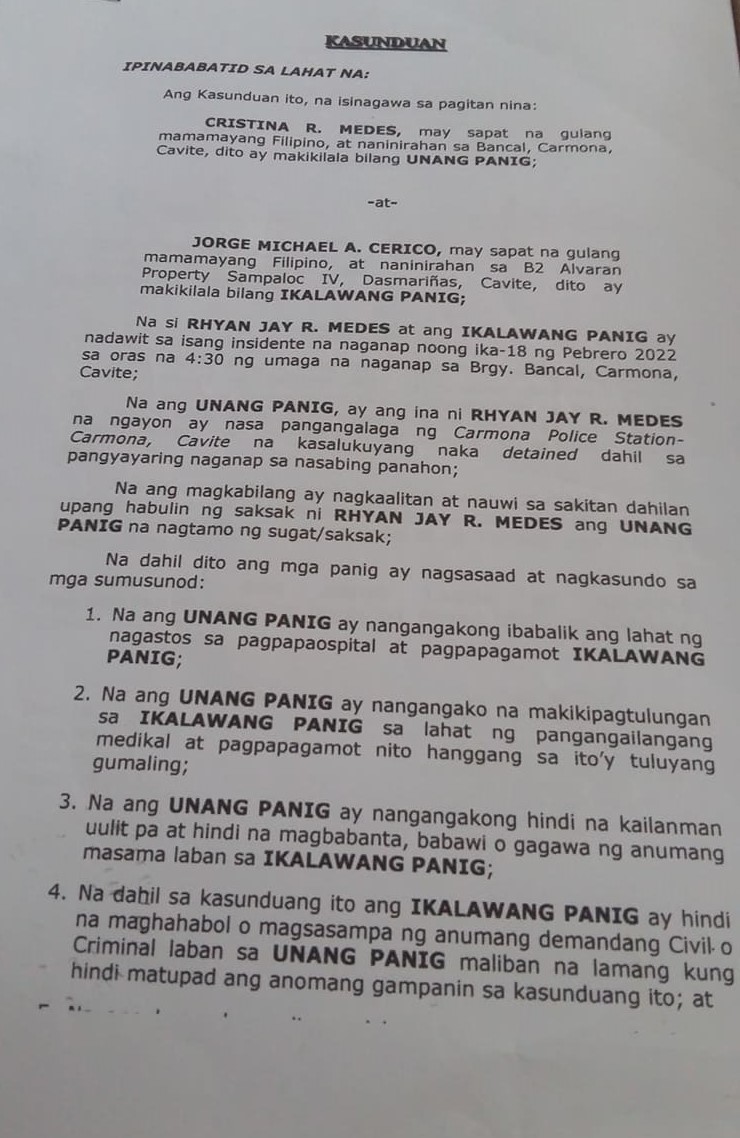 KASUNDUAN
IPINABABATID SA LAHAT NA:
Ang Kasunduan ito, na isinagawa sa pagitan nina:
CRISTINA R. MEDES, may sapat na gulang
mamamayang Filipino, at naninirahan sa Bancal, Carmona,
Cavite, dito ay makikilala bilang UNANG PANIG;
-at-
JORGE MICHAEL A. CERICO, may sapat na gulang
mamamayang Filipino, at naninirahan sa B2 Alvaran
Property Sampaloc IV, Dasmariñas, Cavite, dito ay
makikilala bilang IKALAWANG PANIG;
Na si RHYAN JAY R. MEDES at ang IKALAWANG PANIG ay
nadawit sa isang insidente na naganap noong ika-18 ng Pebrero 2022
sa oras na 4:30 ng umaga na naganap sa Brgy. Bancal, Carmona,
Cavite;
Na ang UNANG PANIG, ay ang ina ni RHYAN JAY R. MEDES
na ngayon ay nasa pangangalaga ng Carmona Police Station-
Carmona, Cavite na kasalukuyang naka detained dahil sa
pangyayaring naganap sa nasabing panahon;
Na ang magkabilang ay nagkaalitan at nauwi sa sakitan dahilan
upang habulin ng saksak ni RHYAN JAY R. MEDES ang UNANG
PANIG na nagtamo ng sugat/saksak;
Na dahil dito ang mga panig ay nagsasaad at nagkasundo sa
mga sumusunod:
1. Na ang UNANG PANIG ay nangangakong ibabalik ang lahat ng
nagastos sa pagpapaospital at pagpapagamot IKALAWANG
PANIG;
2. Na ang UNANG PANIG ay nangangako na makikipagtulungan
sa IKALAWANG PANIG sa lahat ng pangangailangang
medikal at pagpapagamot nito hanggang sa ito'y tuluyang
gumaling;
3. Na ang UNANG PANIG ay nangangakong hindi na kailanman
uulit pa at hindi na magbabanta, babawi o gagawa ng anumang
masama laban sa IKALAWANG PANIG;
4. Na dahil sa kasunduang ito ang IKALAWANG PANIG ay hindi
na maghahabol o magsasampa ng anumang demandang Civil o
Criminal laban sa UNANG PANIG maliban na lamang kung
hindi matupad ang anomang gampanin sa kasunduang ito; at